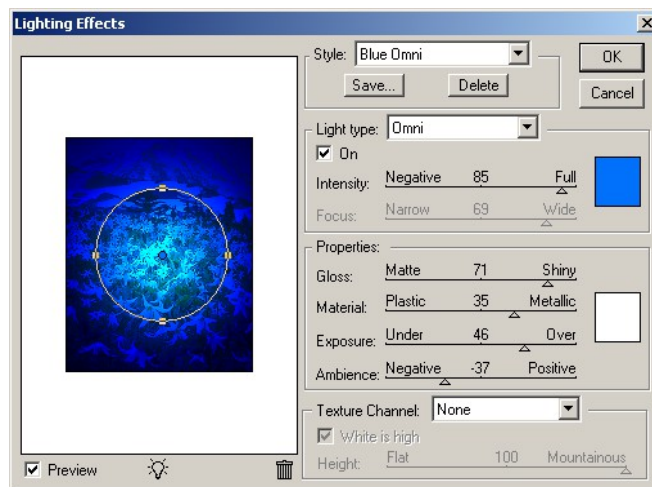 Lighting Effects
Style: Blue Omni
OK
Save...
Delete
Cancel
Light type: Omni
On
Intensity: Negative 85 Full
Focus: Narrow 69 Wide
Properties:
Gloss: Matte 71 Shiny
Material: Plastic 35 Metallic
Exposure: Under 46 Over
Ambience: Negative -37 Positive
Texture Channel: None
White is high
Height: Flat 100 Mountainous
Preview